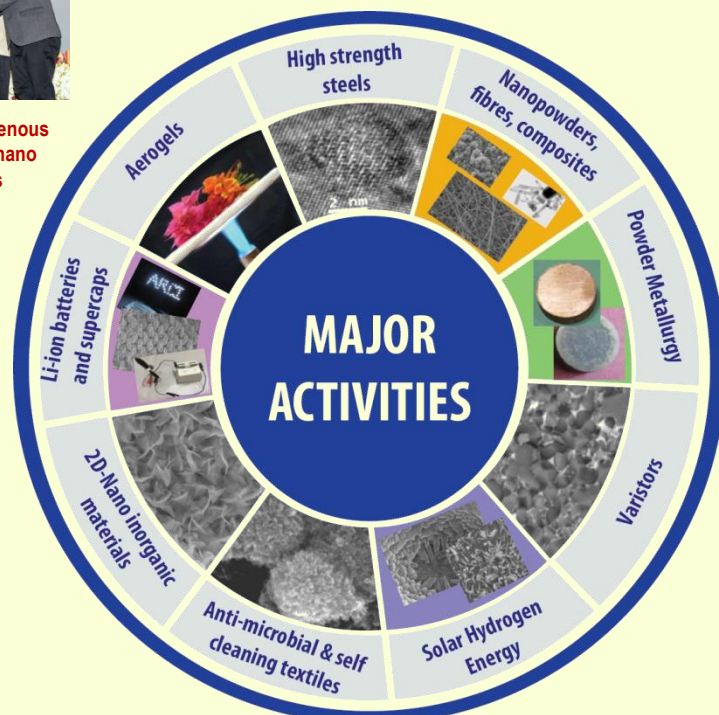 enous
nano
s
MAJOR
ACTIVITIES
High strength
steels
Nanopowders,
fibres, composites
Powder Metallurgy
Varistors
Solar Hydrogen
Energy
Anti-microbial & self
cleaning textiles
2D-Nano inorganic
materials
Li-ion batteries
and supercaps
Aerogels
2 nm
ARCI